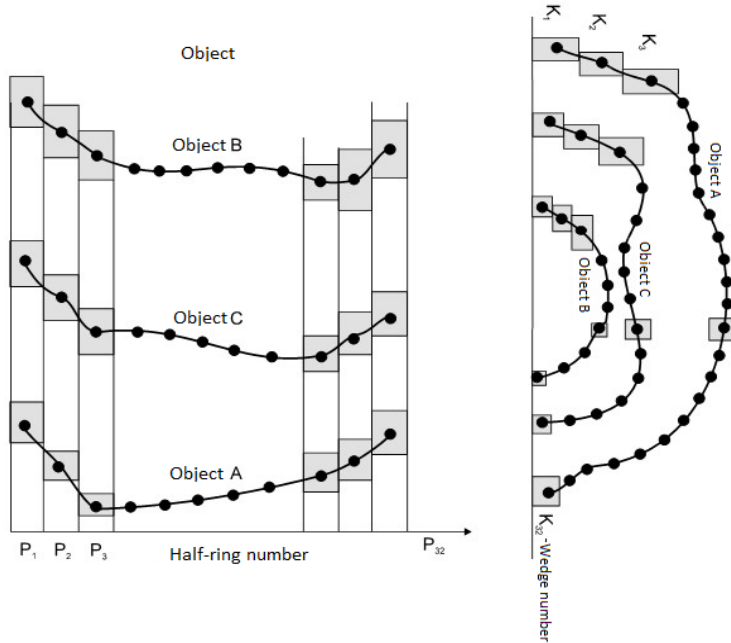 Object
Object B
Object C
Object A
P₁ P₂ P₃ P₃₂
Half-ring number
K₁
K₂
K₃
Object A
Object C
Object B
K₃₂-Wedge number